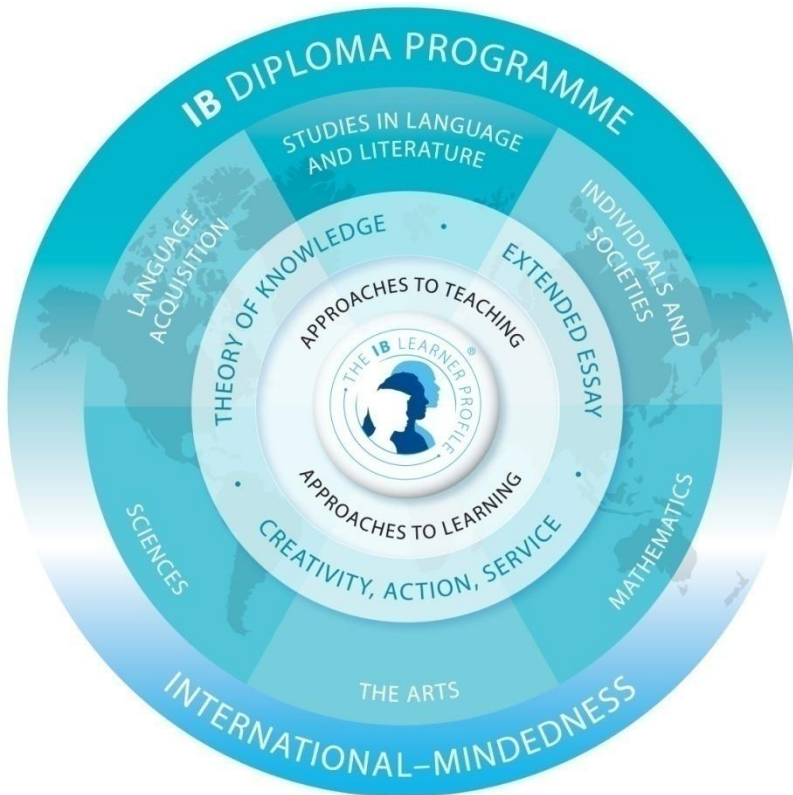 IB DIPLOMA PROGRAMME
STUDIES IN LANGUAGE
AND LITERATURE
LANGUAGE
ACQUISITION
INDIVIDUALS AND
SOCIETIES
THEORY OF KNOWLEDGE ·
EXTENDED ESSAY ·
APPROACHES TO TEACHING
· THE IB LEARNER PROFILE · ®
APPROACHES TO LEARNING
· CREATIVITY, ACTION, SERVICE
SCIENCES
MATHEMATICS
THE ARTS
INTERNATIONAL–MINDEDNESS